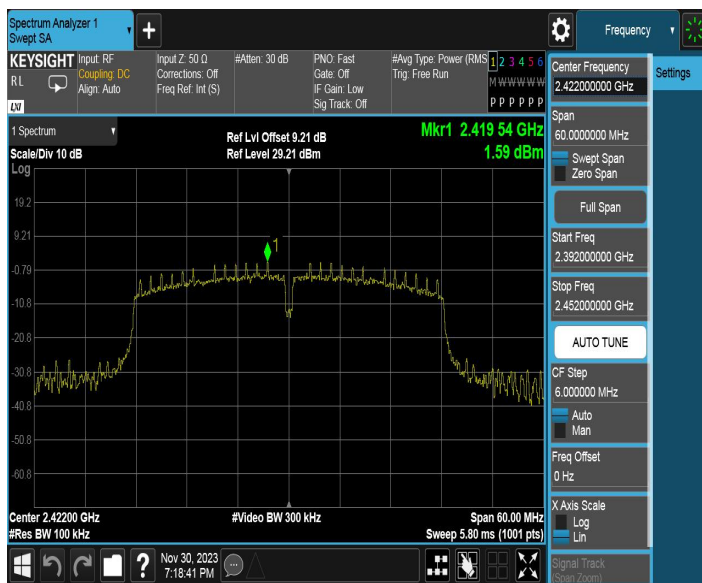 Spectrum Analyzer 1
Swept SA
Frequency
KEYSIGHT
RL
LXI
Input: RF
Coupling: DC
Align: Auto
Input Z: 50 Ω
Corrections: Off
Freq Ref: Int (S)
#Atten: 30 dB
PNO: Fast
Gate: Off
IF Gain: Low
Sig Track: Off
#Avg Type: Power (RMS
Trig: Free Run
1 2 3 4 5 6
M W W W W W
P P P P P P
Center Frequency
2.422000000 GHz
Settings
Span
60.0000000 MHz
Swept Span
Zero Span
Full Span
Start Freq
2.392000000 GHz
Stop Freq
2.452000000 GHz
AUTO TUNE
CF Step
6.000000 MHz
Auto
Man
Freq Offset
0 Hz
X Axis Scale
Log
Lin
Signal Track
(Span Zoom)
1 Spectrum
Scale/Div 10 dB
Log
Ref Lvl Offset 9.21 dB
Ref Level 29.21 dBm
Mkr1 2.419 54 GHz
1.59 dBm
19.2
9.21
1
-0.79
-10.8
-20.8
-30.8
-40.8
-50.8
-60.8
Center 2.42200 GHz
#Res BW 100 kHz
#Video BW 300 kHz
Span 60.00 MHz
Sweep 5.80 ms (1001 pts)
?
Nov 30, 2023
7:18:41 PM